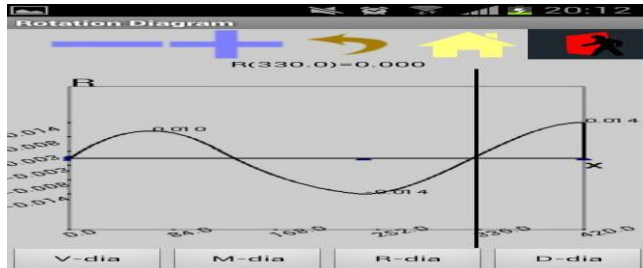 20:12
Rotation Diagram
R(330.0)=0.000
R
0.014
0.008
0.003
-0.003
-0.008
-0.014
0.010
-0.014
0.014
x
0.0
84.0
168.0
252.0
336.0
420.0
V-dia
M-dia
R-dia
D-dia